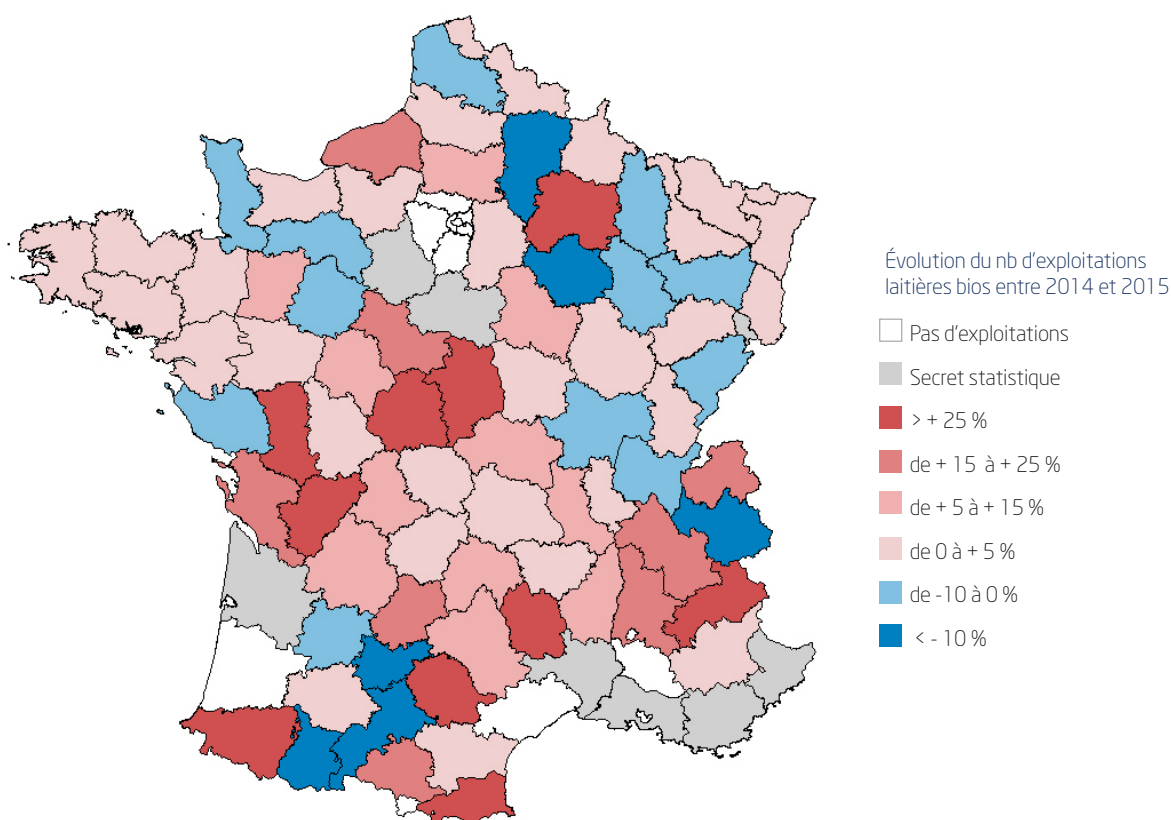 Évolution du nb d'exploitations
laitières bios entre 2014 et 2015
Pas d'exploitations
Secret statistique
> + 25 %
de + 15 à + 25 %
de + 5 à + 15 %
de 0 à + 5 %
de -10 à 0 %
< - 10 %